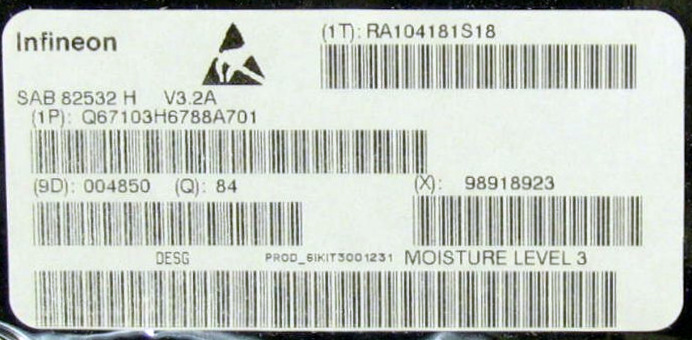 Infineon
(1T): RA104181S18
SAB 82532 H V3.2A
(1P): Q67103H6788A701
(9D): 004850 (Q): 84
(X): 98918923
DESG PROD_6IKIT3001231 MOISTURE LEVEL 3